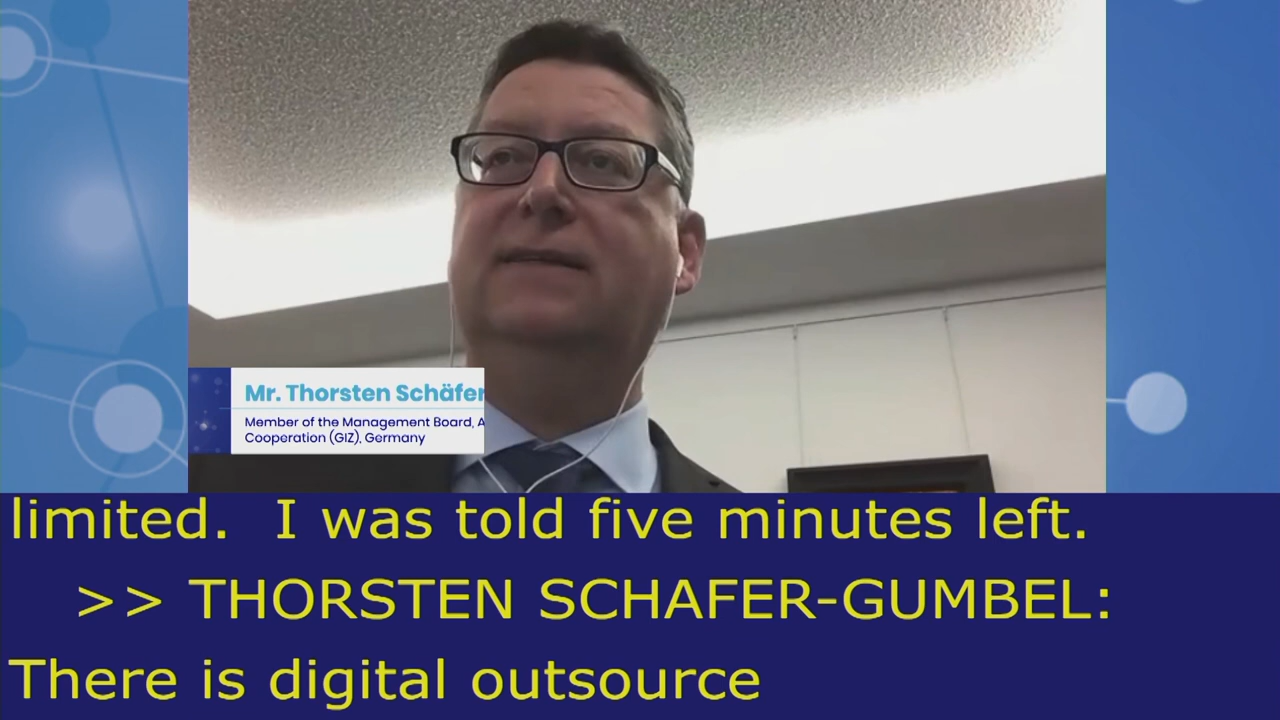 Mr. Thorsten Schäfer
Member of the Management Board, A
Cooperation (GIZ), Germany
limited.  I was told five minutes left.
>> THORSTEN SCHAFER-GUMBEL:
There is digital outsource